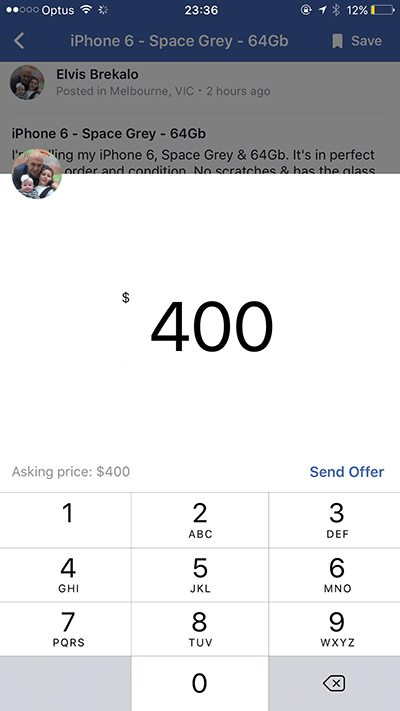 Optus 23:36 12%
iPhone 6 - Space Grey - 64Gb Save
Elvis Brekalo
Posted in Melbourne, VIC • 2 hours ago
iPhone 6 - Space Grey - 64Gb
selling my iPhone 6, Space Grey & 64Gb. It's in perfect
order and condition. No scratches & has the glass
$ 400
Asking price: $400 Send Offer
1 2 3
ABC DEF
4 5 6
GHI JKL MNO
7 8 9
PQRS TUV WXYZ
0